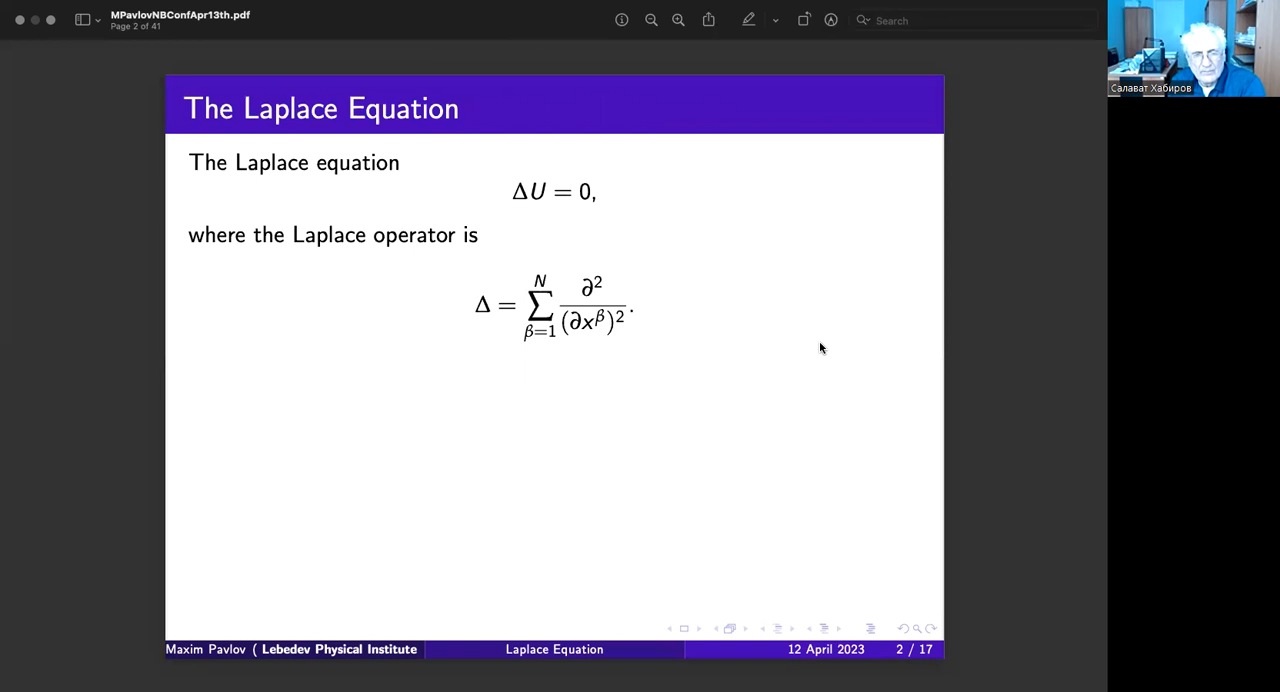 MPavlovNBConfApr13th.pdf
Page 2 of 41
Search
Салават Хабиров
The Laplace Equation
The Laplace equation
ΔU = 0,
where the Laplace operator is
Δ = ∑_{β=1}^{N} ∂²/(∂x^β)².
Maxim Pavlov ( Lebedev Physical Institute
Laplace Equation
12 April 2023
2 / 17